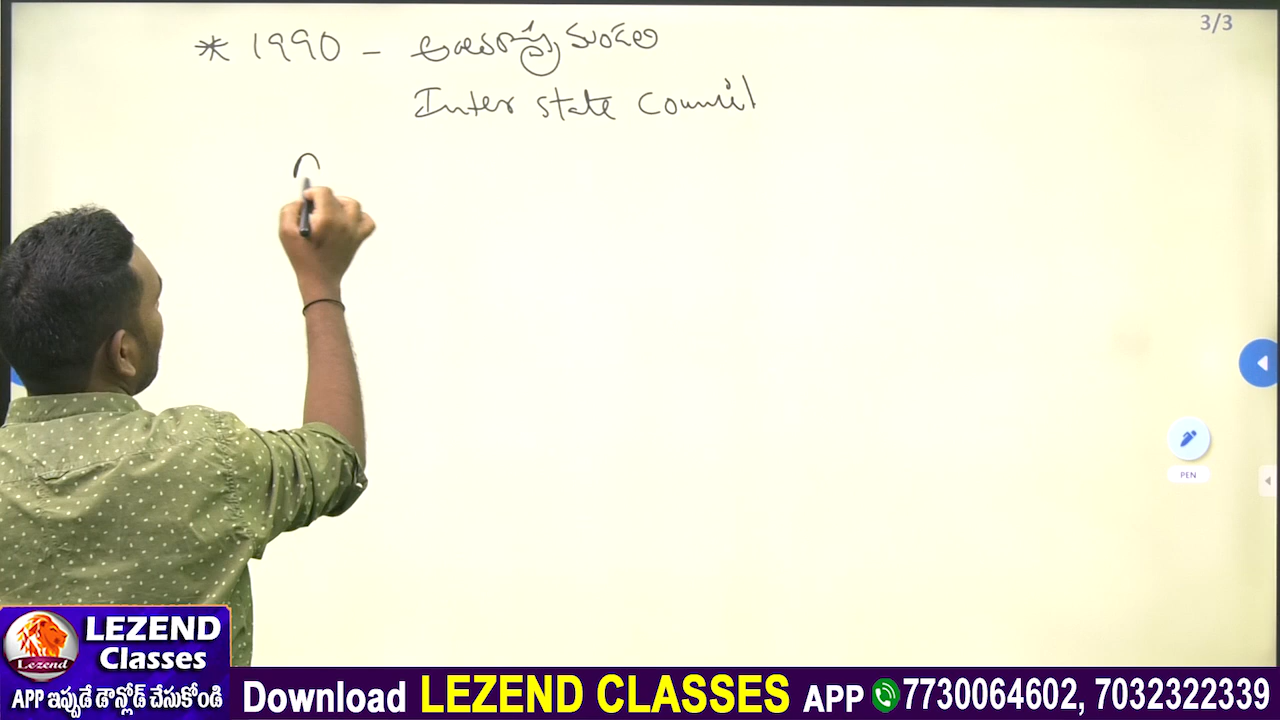 3/3
* 1990 - అంతరాష్ట్ర మండలి
Inter state Council
PEN
LEZEND
Classes
Lezend
APP ఇప్పుడే డౌన్లోడ్ చేసుకోండి
Download LEZEND CLASSES APP 7730064602, 7032322339